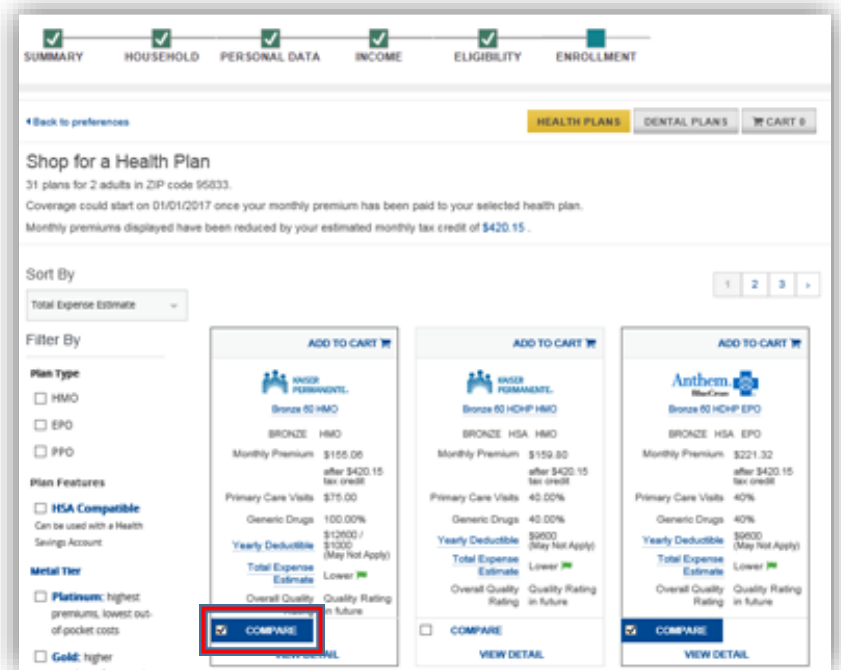 SUMMARY HOUSEHOLD PERSONAL DATA INCOME ELIGIBILITY ENROLLMENT
Back to preferences
HEALTH PLANS DENTAL PLANS CART 0
Shop for a Health Plan
31 plans for 2 adults in ZIP code 95833.
Coverage could start on 01/01/2017 once your monthly premium has been paid to your selected health plan.
Monthly premiums displayed have been reduced by your estimated monthly tax credit of $420.15 .
Sort By
1 2 3 ›
Total Expense Estimate
Filter By
Plan Type
HMO
EPO
PPO
Plan Features
HSA Compatible
Can be used with a Health
Savings Account
Metal Tier
Platinum: highest
premiums, lowest out-
of-pocket costs
Gold: higher
ADD TO CART
KAISER
PERMANENTE.
Bronze 60 HMO
BRONZE HMO
Monthly Premium $155.06
after $420.15
tax credit
Primary Care Visits $75.00
Generic Drugs 100.00%
Yearly Deductible $12600 /
$1000
(May Not Apply)
Total Expense
Estimate Lower
Overall Quality Quality Rating
in future
COMPARE
VIEW DETAIL
ADD TO CART
KAISER
PERMANENTE.
Bronze 60 HDHP HMO
BRONZE HSA HMO
Monthly Premium $159.80
after $420.15
tax credit
Primary Care Visits 40.00%
Generic Drugs 40.00%
Yearly Deductible $9600
(May Not Apply)
Total Expense
Estimate Lower
Overall Quality Quality Rating
Rating in future
COMPARE
VIEW DETAIL
ADD TO CART
Anthem.
BlueCross
Bronze 60 HDHP EPO
BRONZE HSA EPO
Monthly Premium $221.32
after $420.15
tax credit
Primary Care Visits 40%
Generic Drugs 40%
Yearly Deductible $9600
(May Not Apply)
Total Expense
Estimate Lower
Overall Quality Quality Rating
Rating in future
COMPARE
VIEW DETAIL